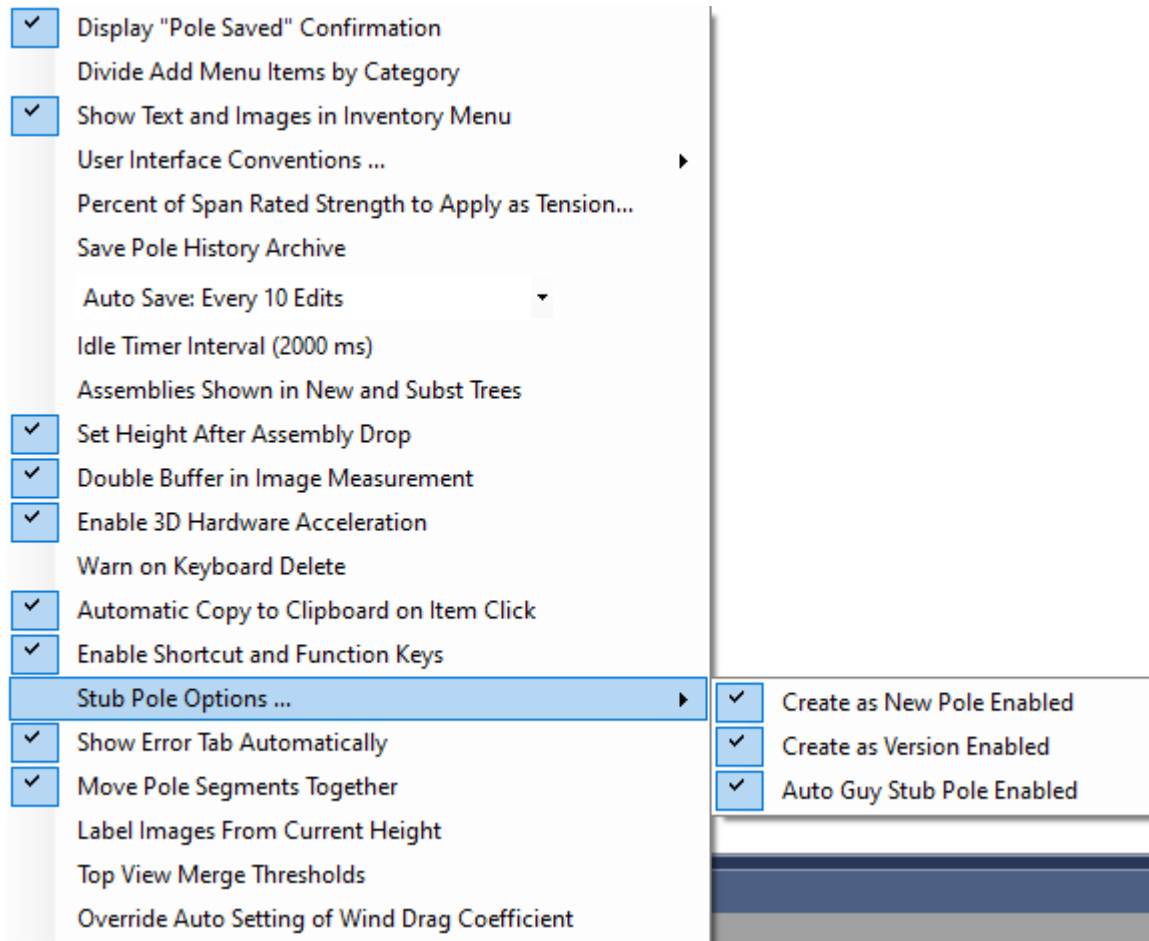 Display "Pole Saved" Confirmation
Divide Add Menu Items by Category
Show Text and Images in Inventory Menu
User Interface Conventions ...
Percent of Span Rated Strength to Apply as Tension...
Save Pole History Archive
Auto Save: Every 10 Edits
Idle Timer Interval (2000 ms)
Assemblies Shown in New and Subst Trees
Set Height After Assembly Drop
Double Buffer in Image Measurement
Enable 3D Hardware Acceleration
Warn on Keyboard Delete
Automatic Copy to Clipboard on Item Click
Enable Shortcut and Function Keys
Stub Pole Options ...
Create as New Pole Enabled
Create as Version Enabled
Auto Guy Stub Pole Enabled
Show Error Tab Automatically
Move Pole Segments Together
Label Images From Current Height
Top View Merge Thresholds
Override Auto Setting of Wind Drag Coefficient